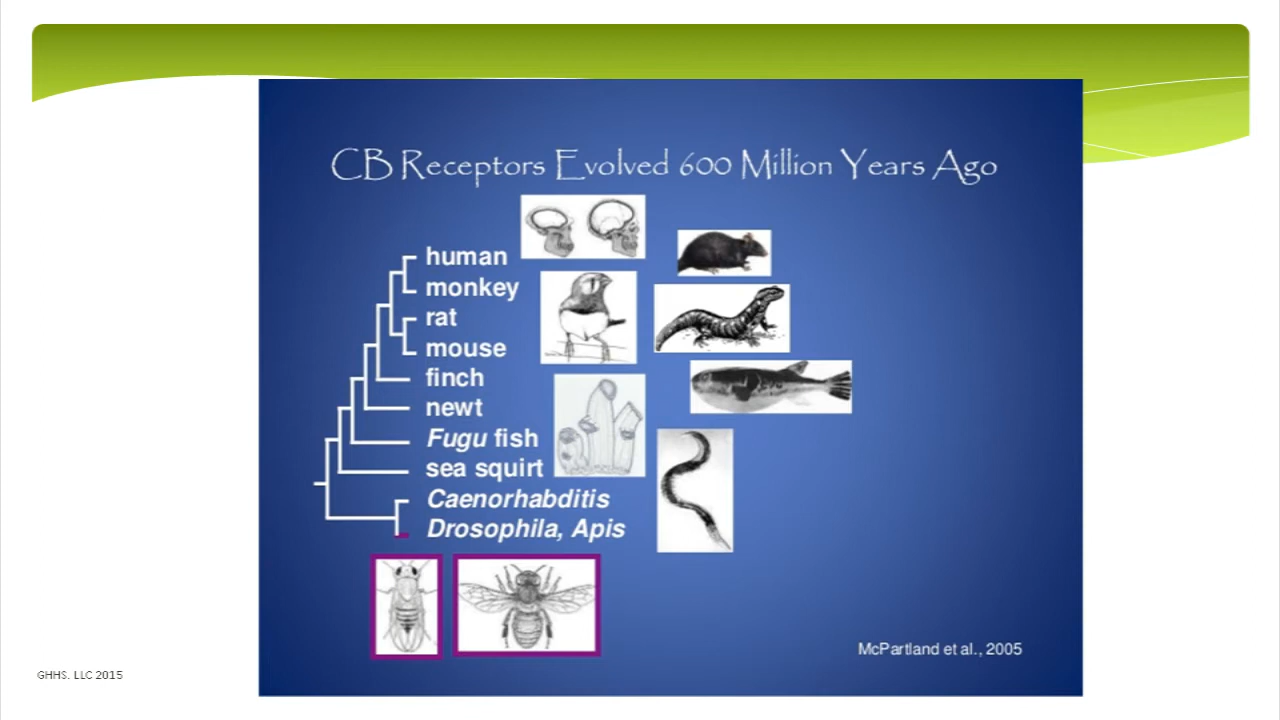 CB Receptors Evolved 600 Million Years Ago
human
monkey
rat
mouse
finch
newt
Fugu fish
sea squirt
Caenorhabditis
Drosophila, Apis
McPartland et al., 2005
GHHS. LLC 2015